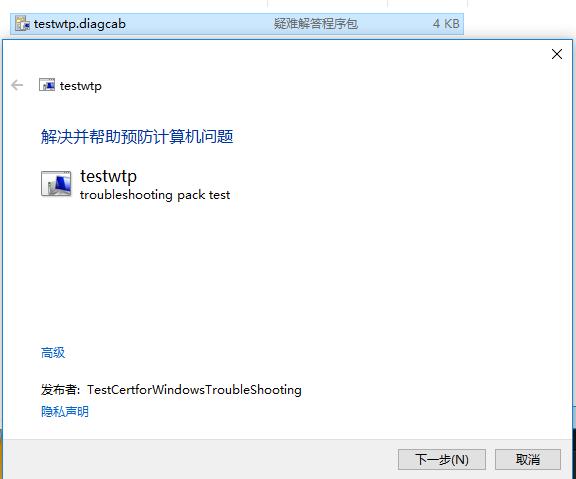 testwtp.diagcab 疑难解答程序包 4 KB
testwtp
解决并帮助预防计算机问题
testwtp
troubleshooting pack test
高级
发布者: TestCertforWindowsTroubleShooting
隐私声明
下一步(N) 取消